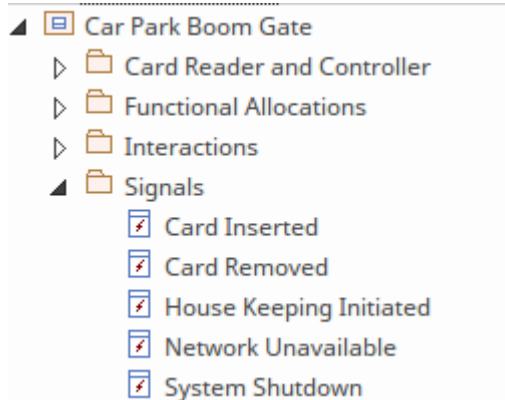 Car Park Boom Gate
Card Reader and Controller
Functional Allocations
Interactions
Signals
Card Inserted
Card Removed
House Keeping Initiated
Network Unavailable
System Shutdown